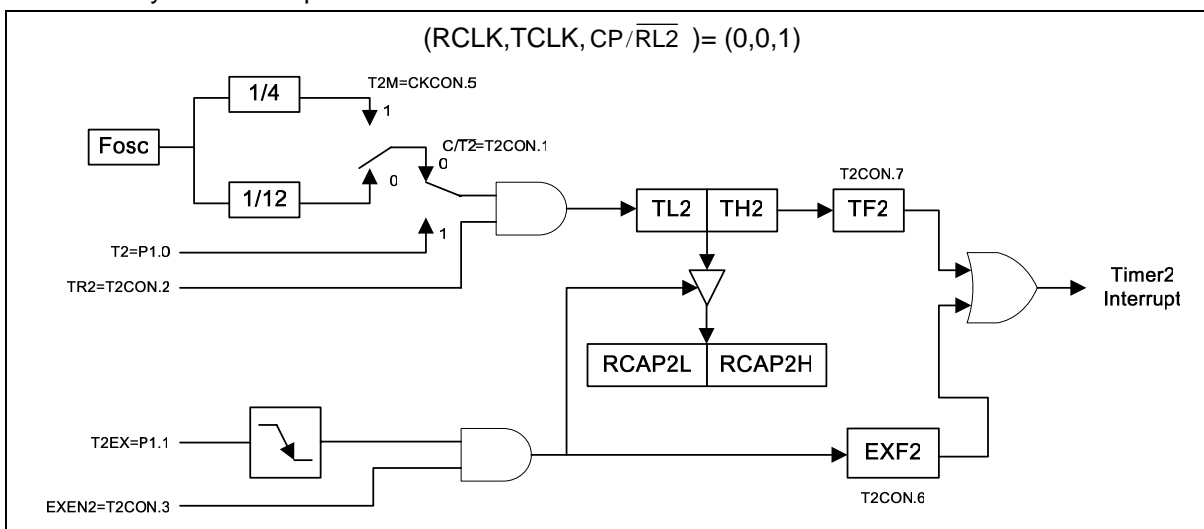 (RCLK,TCLK, CP/R̅L̅2̅ )= (0,0,1)
T2M=CKCON.5
1/4
1
Fosc
C/T̅2̅=T2CON.1
0
0
1/12
1
T2=P1.0
TR2=T2CON.2
TL2
TH2
T2CON.7
TF2
Timer2
Interrupt
RCAP2L
RCAP2H
T2EX=P1.1
EXEN2=T2CON.3
EXF2
T2CON.6